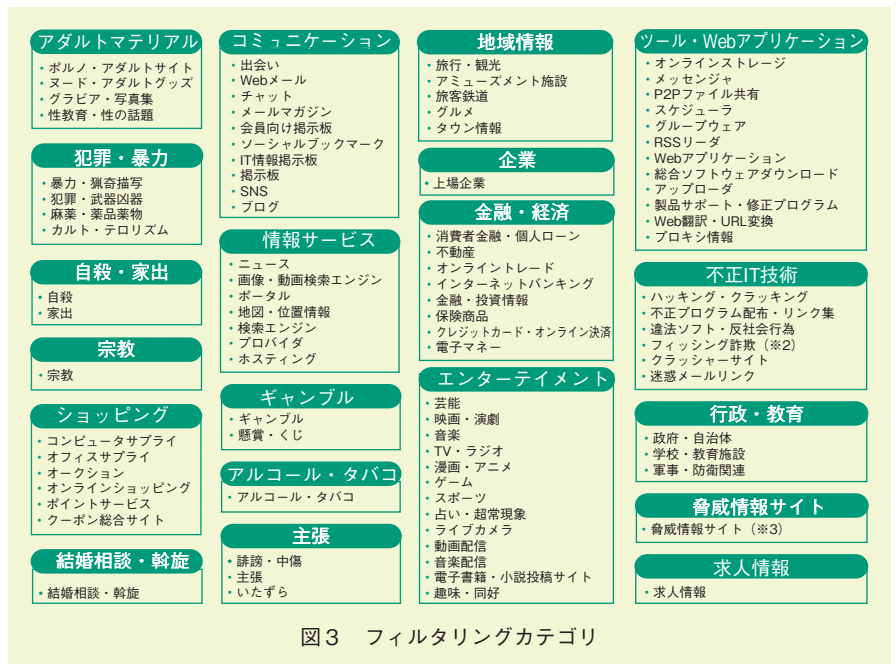 アダルトマテリアル
・ポルノ・アダルトサイト
・ヌード・アダルトグッズ
・グラビア・写真集
・性教育・性の話題
犯罪・暴力
・暴力・猟奇描写
・犯罪・武器凶器
・麻薬・薬品薬物
・カルト・テロリズム
自殺・家出
・自殺
・家出
宗教
・宗教
ショッピング
・コンピュータサプライ
・オフィスサプライ
・オークション
・オンラインショッピング
・ポイントサービス
・クーポン総合サイト
結婚相談・斡旋
・結婚相談・斡旋
コミュニケーション
・出会い
・Webメール
・チャット
・メールマガジン
・会員向け掲示板
・ソーシャルブックマーク
・IT情報掲示板
・掲示板
・SNS
・ブログ
情報サービス
・ニュース
・画像・動画検索エンジン
・ポータル
・地図・位置情報
・検索エンジン
・プロバイダ
・ホスティング
ギャンブル
・ギャンブル
・懸賞・くじ
アルコール・タバコ
・アルコール・タバコ
主張
・誹謗・中傷
・主張
・いたずら
地域情報
・旅行・観光
・アミューズメント施設
・旅客鉄道
・グルメ
・タウン情報
企業
・上場企業
金融・経済
・消費者金融・個人ローン
・不動産
・オンライントレード
・インターネットバンキング
・金融・投資情報
・保険商品
・クレジットカード・オンライン決済
・電子マネー
エンターテイメント
・芸能
・映画・演劇
・音楽
・TV・ラジオ
・漫画・アニメ
・ゲーム
・スポーツ
・占い・超常現象
・ライブカメラ
・動画配信
・音楽配信
・電子書籍・小説投稿サイト
・趣味・同好
ツール・Webアプリケーション
・オンラインストレージ
・メッセンジャ
・P2Pファイル共有
・スケジューラ
・グループウェア
・RSSリーダ
・Webアプリケーション
・総合ソフトウェアダウンロード
・アップローダ
・製品サポート・修正プログラム
・Web翻訳・URL変換
・プロキシ情報
不正IT技術
・ハッキング・クラッキング
・不正プログラム配布・リンク集
・違法ソフト・反社会行為
・フィッシング詐欺（※2）
・クラッシャーサイト
・迷惑メールリンク
行政・教育
・政府・自治体
・学校・教育施設
・軍事・防衛関連
脅威情報サイト
・脅威情報サイト（※3）
求人情報
・求人情報
図３　フィルタリングカテゴリ